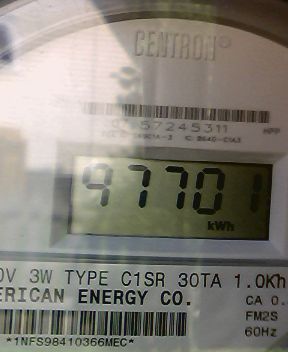 CENTRON®
57245311
HPP
97701
kWh
0V 3W TYPE C1SR 30TA 1.0Kh
ERICAN ENERGY CO.
CA 0.
FM2S
60Hz
*1NFS98410366MEC*